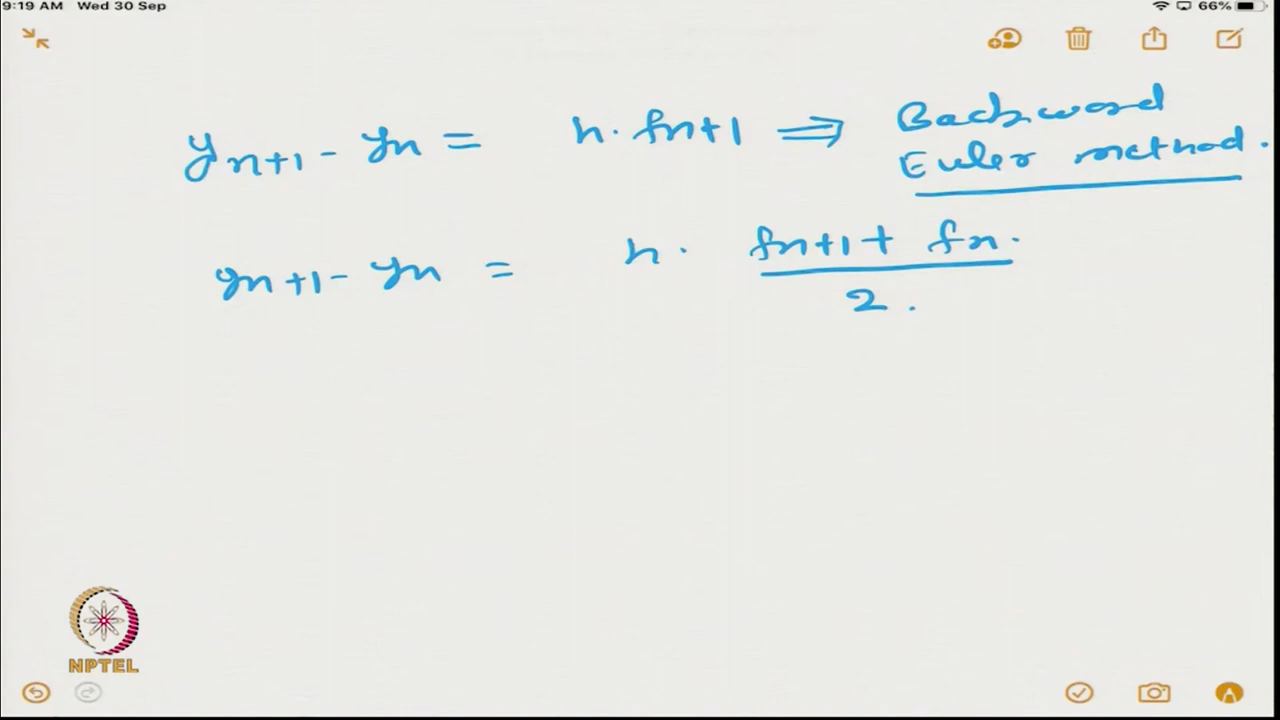 9:19 AM Wed 30 Sep 66%
yn+1 - yn = h. fn+1 ⇒ Backward
Euler method.
yn+1 - yn = h. fn+1 + fn.
2.
NPTEL